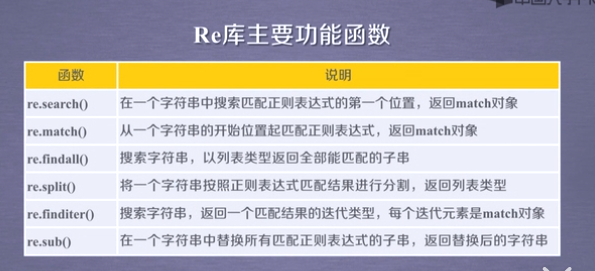 Re库主要功能函数
函数 说明
re.search() 在一个字符串中搜索匹配正则表达式的第一个位置，返回match对象
re.match() 从一个字符串的开始位置起匹配正则表达式，返回match对象
re.findall() 搜索字符串，以列表类型返回全部能匹配的子串
re.split() 将一个字符串按照正则表达式匹配结果进行分割，返回列表类型
re.finditer() 搜索字符串，返回一个匹配结果的迭代类型，每个迭代元素是match对象
re.sub() 在一个字符串中替换所有匹配正则表达式的子串，返回替换后的字符串